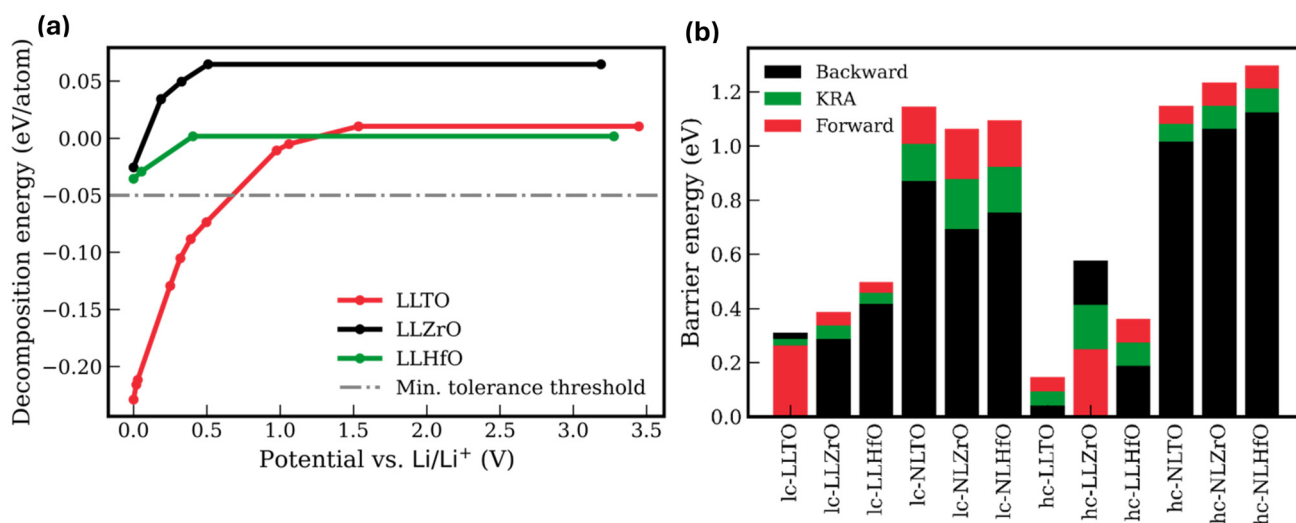 (a)
Decomposition energy (eV/atom)
0.05
0.00
−0.05
−0.10
−0.15
−0.20
LLTO
LLZrO
LLHfO
Min. tolerance threshold
0.0 0.5 1.0 1.5 2.0 2.5 3.0 3.5
Potential vs. Li/Li⁺ (V)
(b)
Barrier energy (eV)
1.2
1.0
0.8
0.6
0.4
0.2
0.0
Backward
KRA
Forward
lc-LLTO
lc-LLZrO
lc-LLHfO
lc-NLTO
lc-NLZrO
lc-NLHfO
hc-LLTO
hc-LLZrO
hc-LLHfO
hc-NLTO
hc-NLZrO
hc-NLHfO